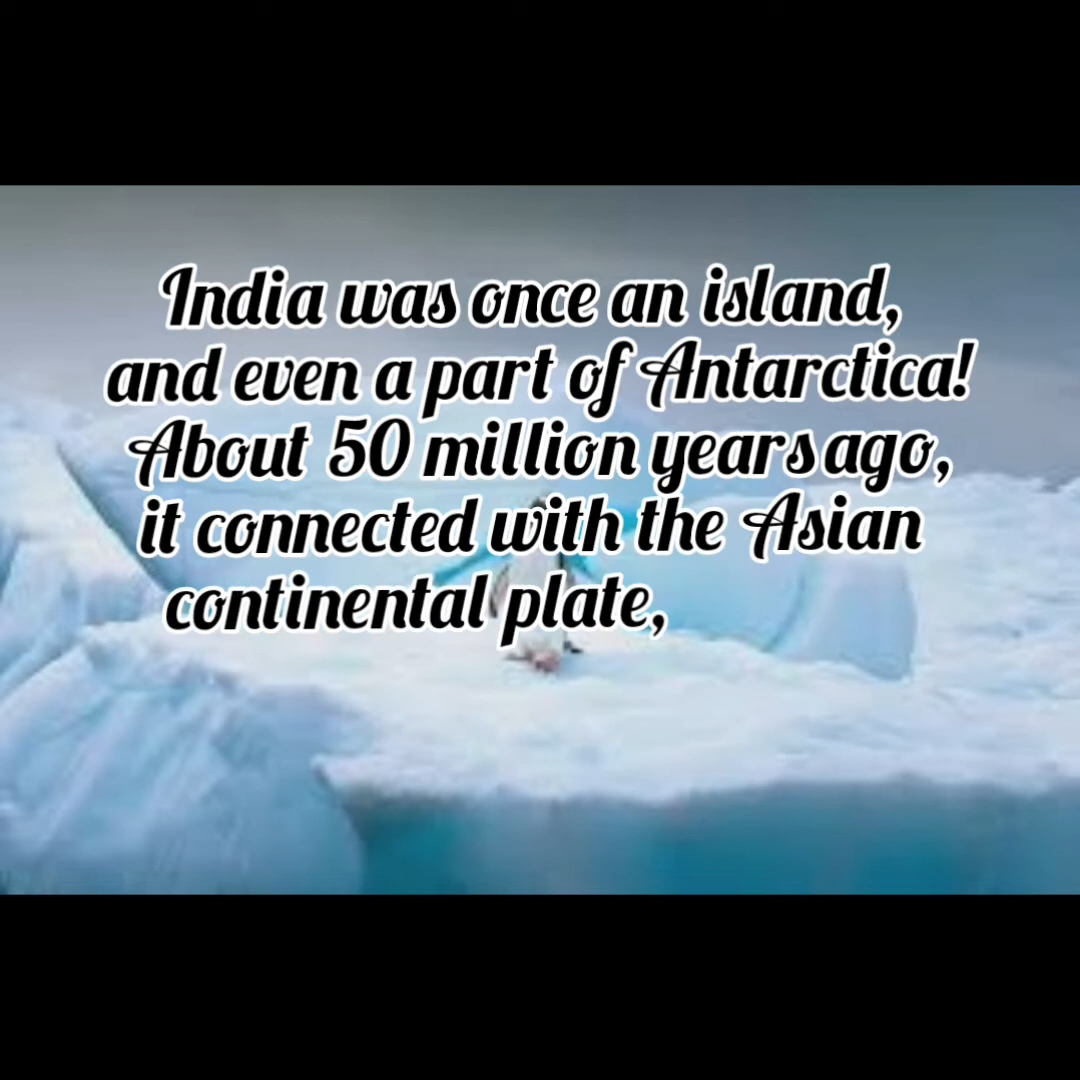 India was once an island,
and even a part of Antarctica!
About 50 million years ago,
it connected with the Asian
continental plate,